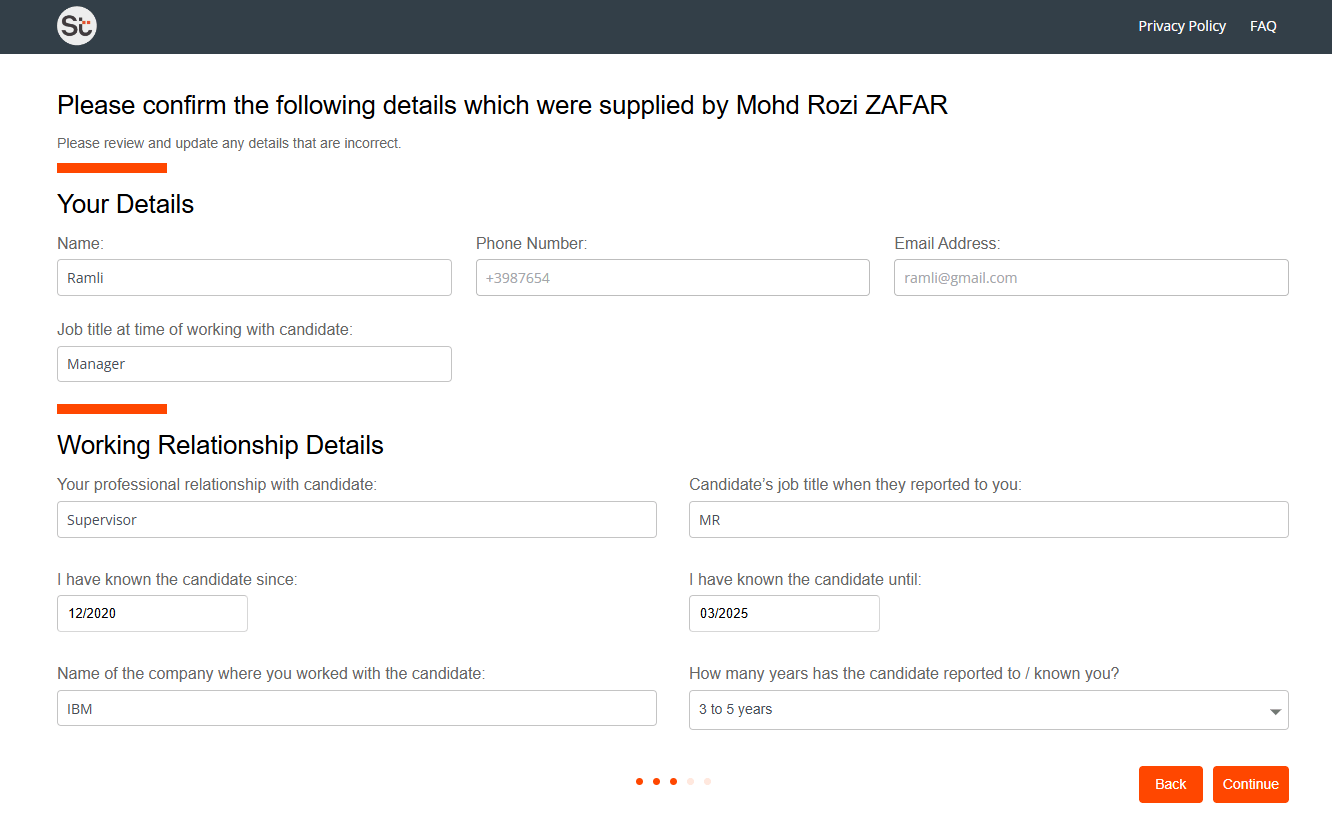 St
Privacy Policy FAQ
Please confirm the following details which were supplied by Mohd Rozi ZAFAR
Please review and update any details that are incorrect.
Your Details
Name: Phone Number: Email Address:
Ramli +3987654 ramli@gmail.com
Job title at time of working with candidate:
Manager
Working Relationship Details
Your professional relationship with candidate: Candidate’s job title when they reported to you:
Supervisor MR
I have known the candidate since: I have known the candidate until:
12/2020 03/2025
Name of the company where you worked with the candidate: How many years has the candidate reported to / known you?
IBM 3 to 5 years
Back Continue